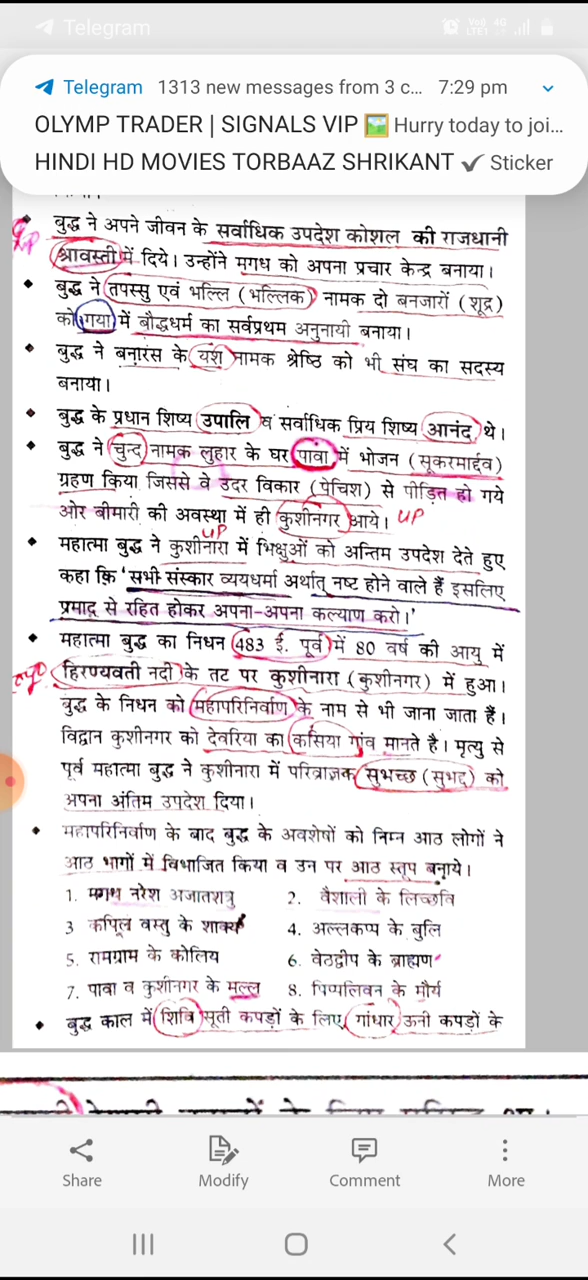 Telegram
Vo)) 4G
LTE1
Telegram 1313 new messages from 3 c... 7:29 pm
OLYMP TRADER | SIGNALS VIP 🖼️ Hurry today to joi...
HINDI HD MOVIES TORBAAZ SHRIKANT ✔ Sticker
• बुद्ध ने अपने जीवन के सर्वाधिक उपदेश कोशल की राजधानी
श्रावस्ती में दिये। उन्होंने मगध को अपना प्रचार केन्द्र बनाया।
• बुद्ध ने तपस्सु एवं भल्लि (भल्लिक) नामक दो बनजारों (शूद्र)
को गया में बौद्धधर्म का सर्वप्रथम अनुनायी बनाया।
• बुद्ध ने बनारस के यश नामक श्रेष्ठि को भी संघ का सदस्य
बनाया।
• बुद्ध के प्रधान शिष्य उपालि व सर्वाधिक प्रिय शिष्य आनंद थे।
• बुद्ध ने चुन्द नामक लुहार के घर पावा में भोजन (सूकरमार्द्दव)
ग्रहण किया जिससे वे उदर विकार (पेचिश) से पीड़ित हो गये
ओर बीमारी की अवस्था में ही कुशीनगर आये। UP
UP
• महात्मा बुद्ध ने कुशीनारा में भिक्षुओं को अन्तिम उपदेश देते हुए
कहा कि 'सभी संस्कार व्ययधर्मा अर्थात् नष्ट होने वाले हैं इसलिए
प्रमाद से रहित होकर अपना-अपना कल्याण करो।'
• महात्मा बुद्ध का निधन 483 ई. पूर्व में 80 वर्ष की आयु में
हिरण्यवती नदी के तट पर कुशीनारा (कुशीनगर) में हुआ।
बुद्ध के निधन को महापरिनिर्वाण के नाम से भी जाना जाता हैं।
विद्वान कुशीनगर को देवरिया का कसिया गांव मानते है। मृत्यु से
पूर्व महात्मा बुद्ध ने कुशीनारा में परिव्राजक सुभच्छ (सुभद्द) को
अपना अंतिम उपदेश दिया।
• महापरिनिर्वाण के बाद बुद्ध के अवशेषों को निम्न आठ लोगों ने
आठ भागों में विभाजित किया व उन पर आठ स्तूप बनाये।
1. मगध नरेश अजातशत्रु 2. वैशाली के लिच्छवि
3 कपिल वस्तु के शाक्य 4. अल्लकप्प के बुलि
5. रामग्राम के कोलिय 6. वेठद्वीप के ब्राह्मण
7. पावा व कुशीनगर के मल्ल 8. पिप्पलिवन के मौर्य
• बुद्ध काल में शिवि सूती कपड़ों के लिए, गांधार ऊनी कपड़ों के
Share Modify Comment More